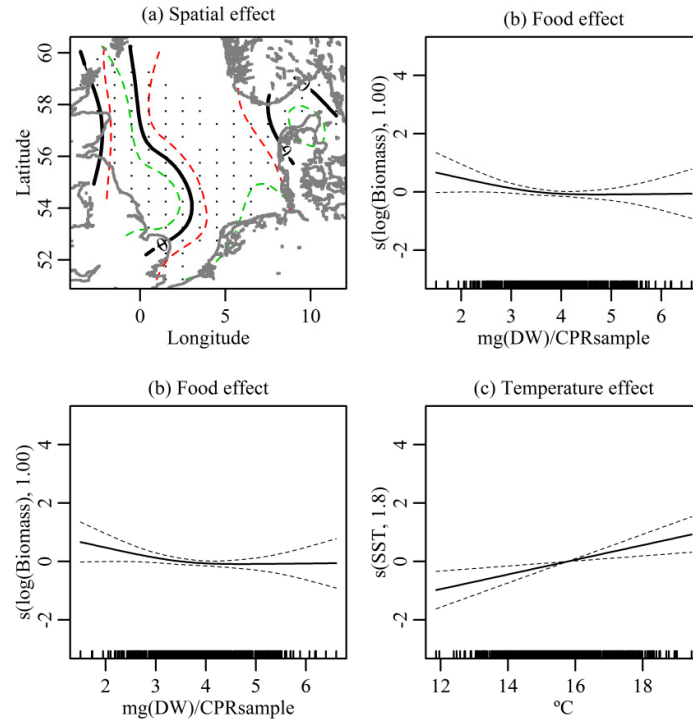 (a) Spatial effect
Latitude
60
58
56
54
52
0
0
0 5 10
Longitude
(b) Food effect
s(log(Biomass), 1.00)
4
2
0
-2
2 3 4 5 6
mg(DW)/CPRsample
(b) Food effect
s(log(Biomass), 1.00)
4
2
0
-2
2 3 4 5 6
mg(DW)/CPRsample
(c) Temperature effect
s(SST, 1.8)
4
2
0
-2
12 14 16 18
ºC